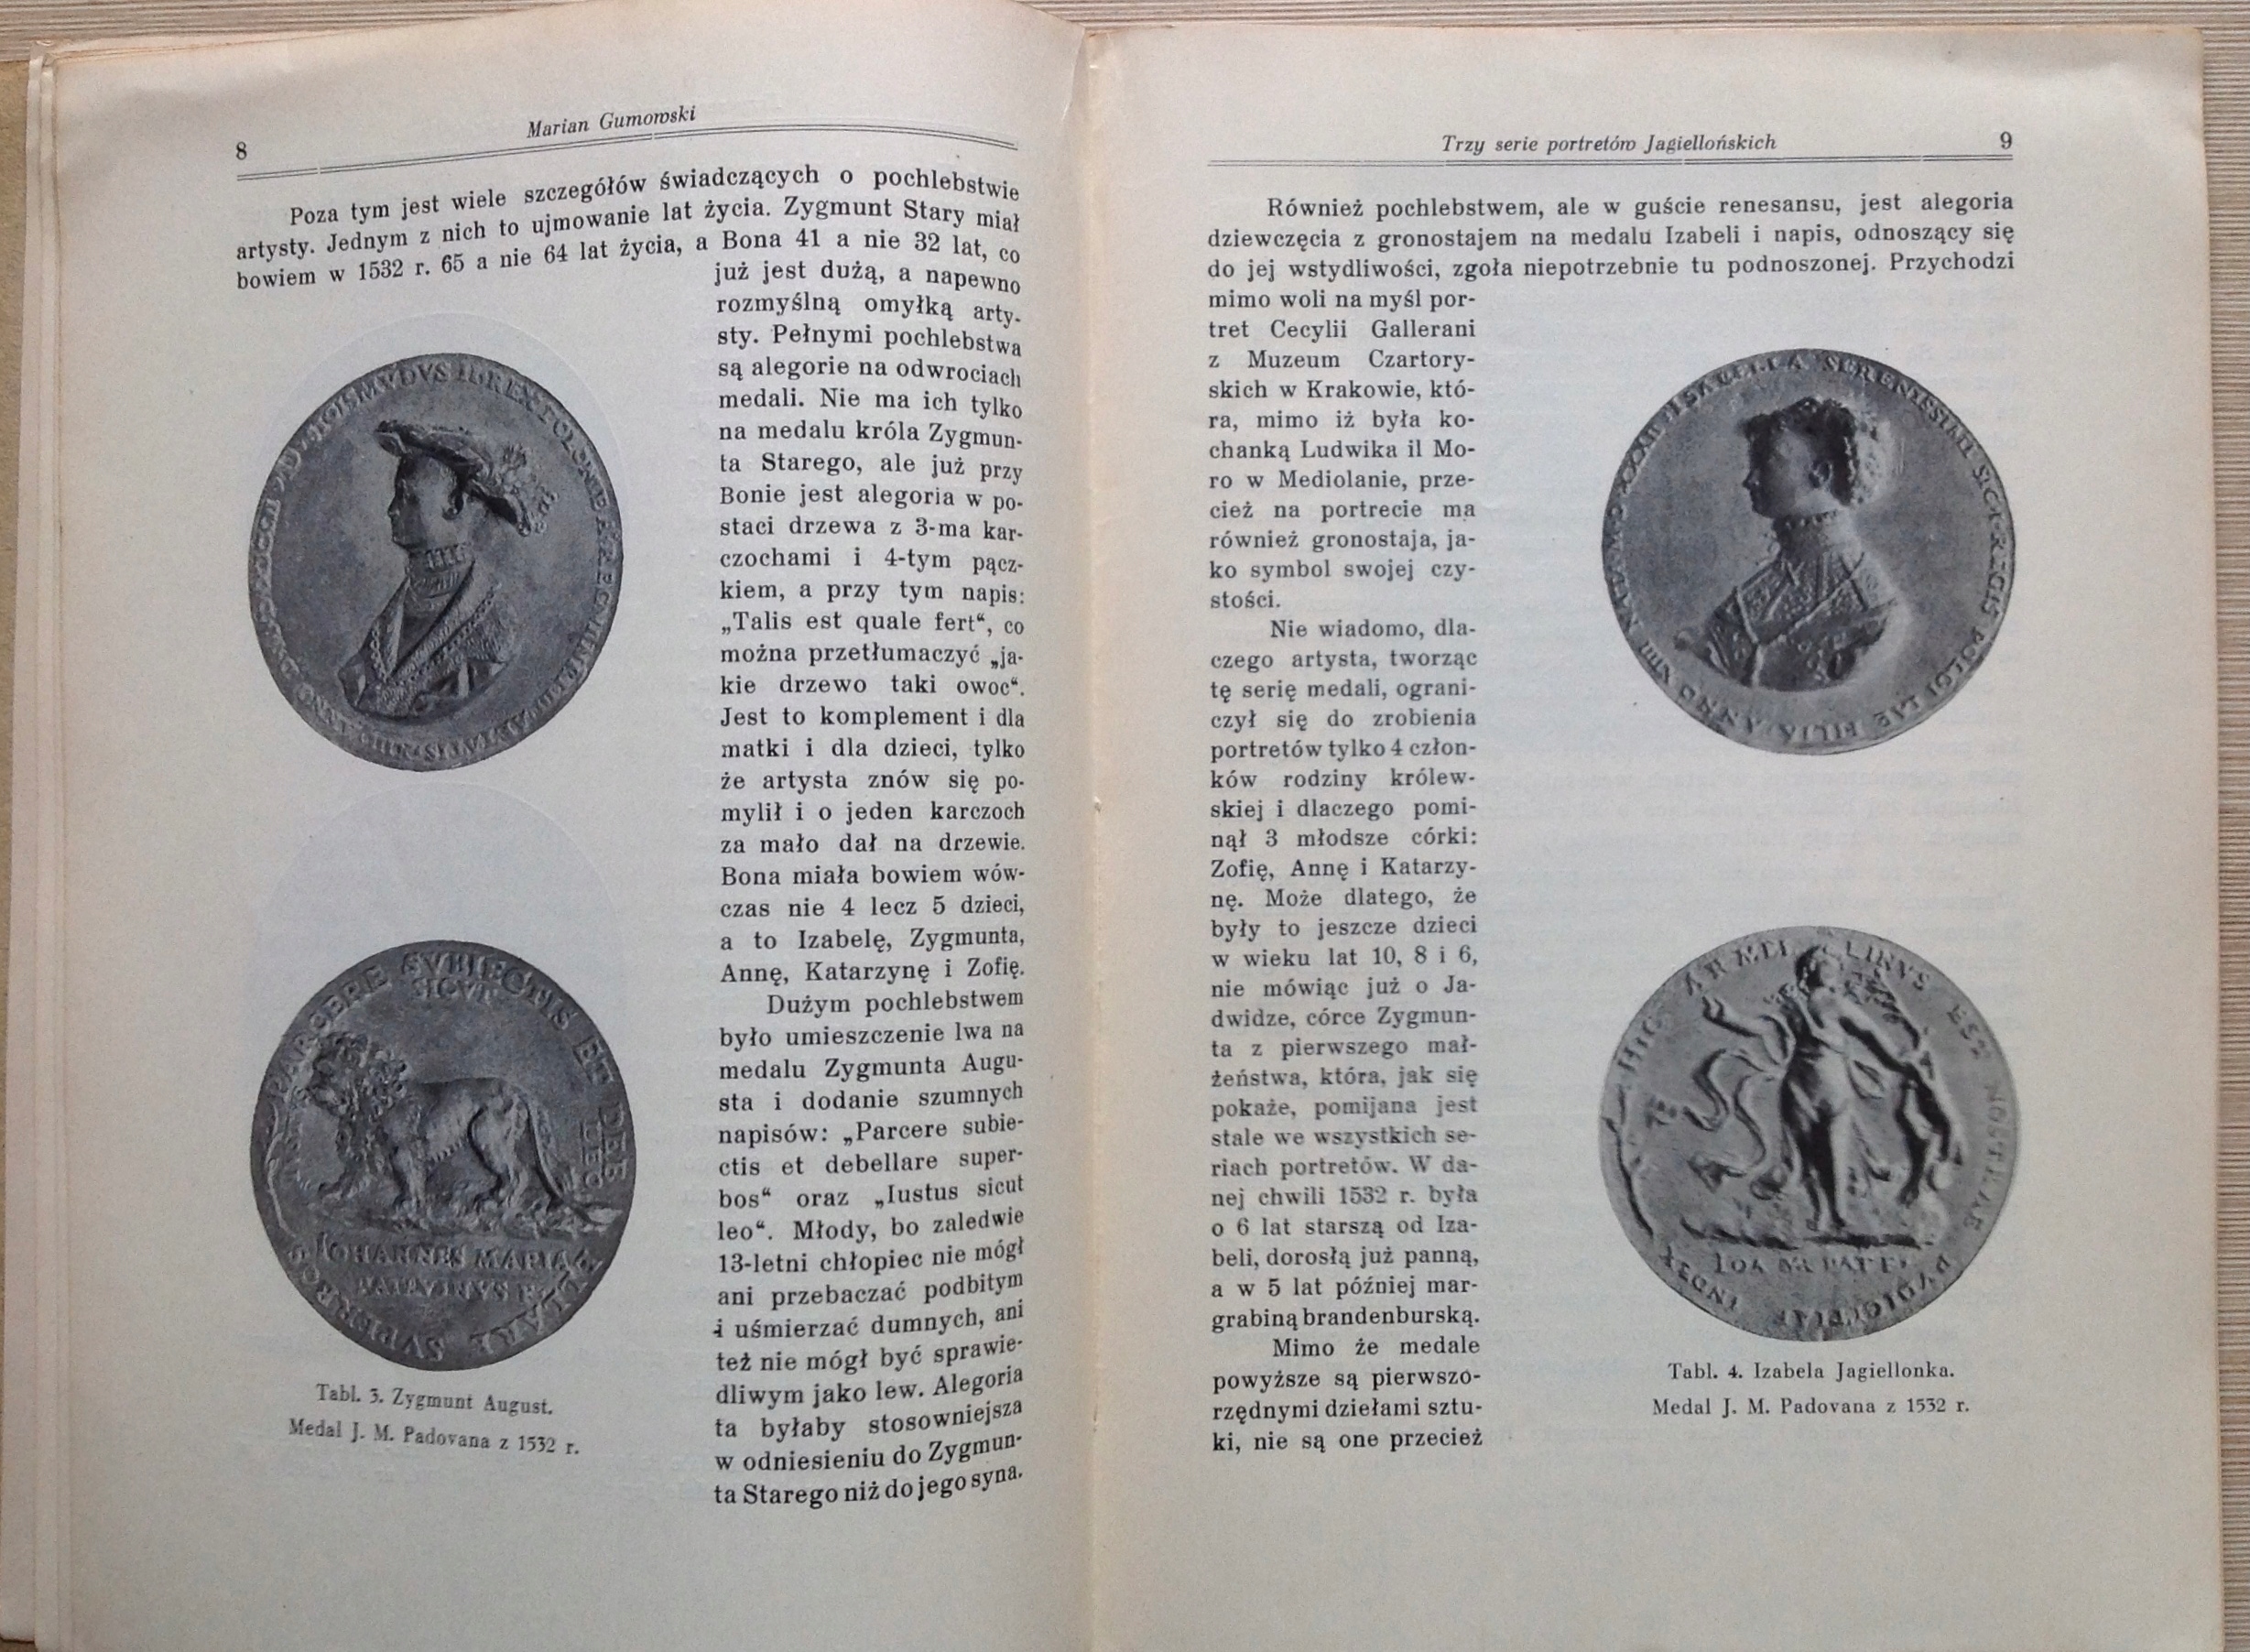 8
Marian Gumowski
Poza tym jest wiele szczegółów świadczących o pochlebstwie
artysty. Jednym z nich to ujmowanie lat życia. Zygmunt Stary miał
bowiem w 1532 r. 65 a nie 64 lat życia, a Bona 41 a nie 32 lat, co
już jest dużą, a napewno
rozmyślną omyłką arty-
sty. Pełnymi pochlebstwa
są alegorie na odwrociach
medali. Nie ma ich tylko
na medalu króla Zygmun-
ta Starego, ale już przy
Bonie jest alegoria w po-
staci drzewa z 3-ma kar-
czochami i 4-tym pącz-
kiem, a przy tym napis:
„Talis est quale fert“, co
można przetłumaczyć „ja-
kie drzewo taki owoc“.
Jest to komplement i dla
matki i dla dzieci, tylko
że artysta znów się po-
mylił i o jeden karczoch
za mało dał na drzewie.
Bona miała bowiem wów-
czas nie 4 lecz 5 dzieci,
a to Izabelę, Zygmunta,
Annę, Katarzynę i Zofię.
Dużym pochlebstwem
było umieszczenie lwa na
medalu Zygmunta Augu-
sta i dodanie szumnych
napisów: „Parcere subie-
ctis et debellare super-
bos“ oraz „Iustus sicut
leo“. Młody, bo zaledwie
13-letni chłopiec nie mógł
ani przebaczać podbitym
i uśmierzać dumnych, ani
też nie mógł być sprawie-
dliwym jako lew. Alegoria
ta byłaby stosowniejsza
w odniesieniu do Zygmun-
ta Starego niż do jego syna.
PARCERE SVBIECTIS ET DEBELLARE SVPERBOS
SICVT
LEO
IOHANNES MARIA
PATAVINVS F
Tabl. 3. Zygmunt August.
Medal J. M. Padovana z 1532 r.
Trzy serie portretów Jagiellońskich
9
Również pochlebstwem, ale w guście renesansu, jest alegoria
dziewczęcia z gronostajem na medalu Izabeli i napis, odnoszący się
do jej wstydliwości, zgoła niepotrzebnie tu podnoszonej. Przychodzi
mimo woli na myśl por-
tret Cecylii Gallerani
z Muzeum Czartory-
skich w Krakowie, któ-
ra, mimo iż była ko-
chanką Ludwika il Mo-
ro w Mediolanie, prze-
cież na portrecie ma
również gronostaja, ja-
ko symbol swojej czy-
stości.
Nie wiadomo, dla-
czego artysta, tworząc
tę serię medali, ograni-
czył się do zrobienia
portretów tylko 4 człon-
ków rodziny królew-
skiej i dlaczego pomi-
nął 3 młodsze córki:
Zofię, Annę i Katarzy-
nę. Może dlatego, że
były to jeszcze dzieci
w wieku lat 10, 8 i 6,
nie mówiąc już o Ja-
dwidze, córce Zygmun-
ta z pierwszego mał-
żeństwa, która, jak się
pokaże, pomijana jest
stale we wszystkich se-
riach portretów. W da-
nej chwili 1532 r. była
o 6 lat starszą od Iza-
beli, dorosłą już panną,
a w 5 lat później mar-
grabiną brandenburską.
Mimo że medale
powyższe są pierwszo-
rzędnymi dziełami sztu-
ki, nie są one przecież
HIC ARMELLINVS EST NOSTRAE PVDICITIAE INDEX
Tabl. 4. Izabela Jagiellonka.
Medal J. M. Padovana z 1532 r.